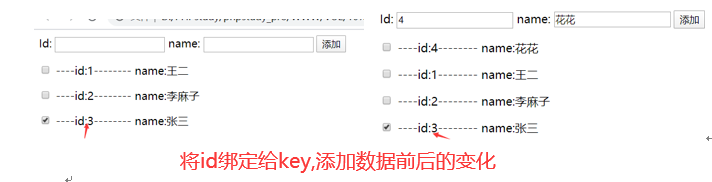 Id: name: 添加
----id:1-------- name:王二
----id:2-------- name:李麻子
----id:3-------- name:张三
Id: 4 name: 花花 添加
----id:4-------- name:花花
----id:1-------- name:王二
----id:2-------- name:李麻子
----id:3-------- name:张三
将id绑定给key,添加数据前后的变化